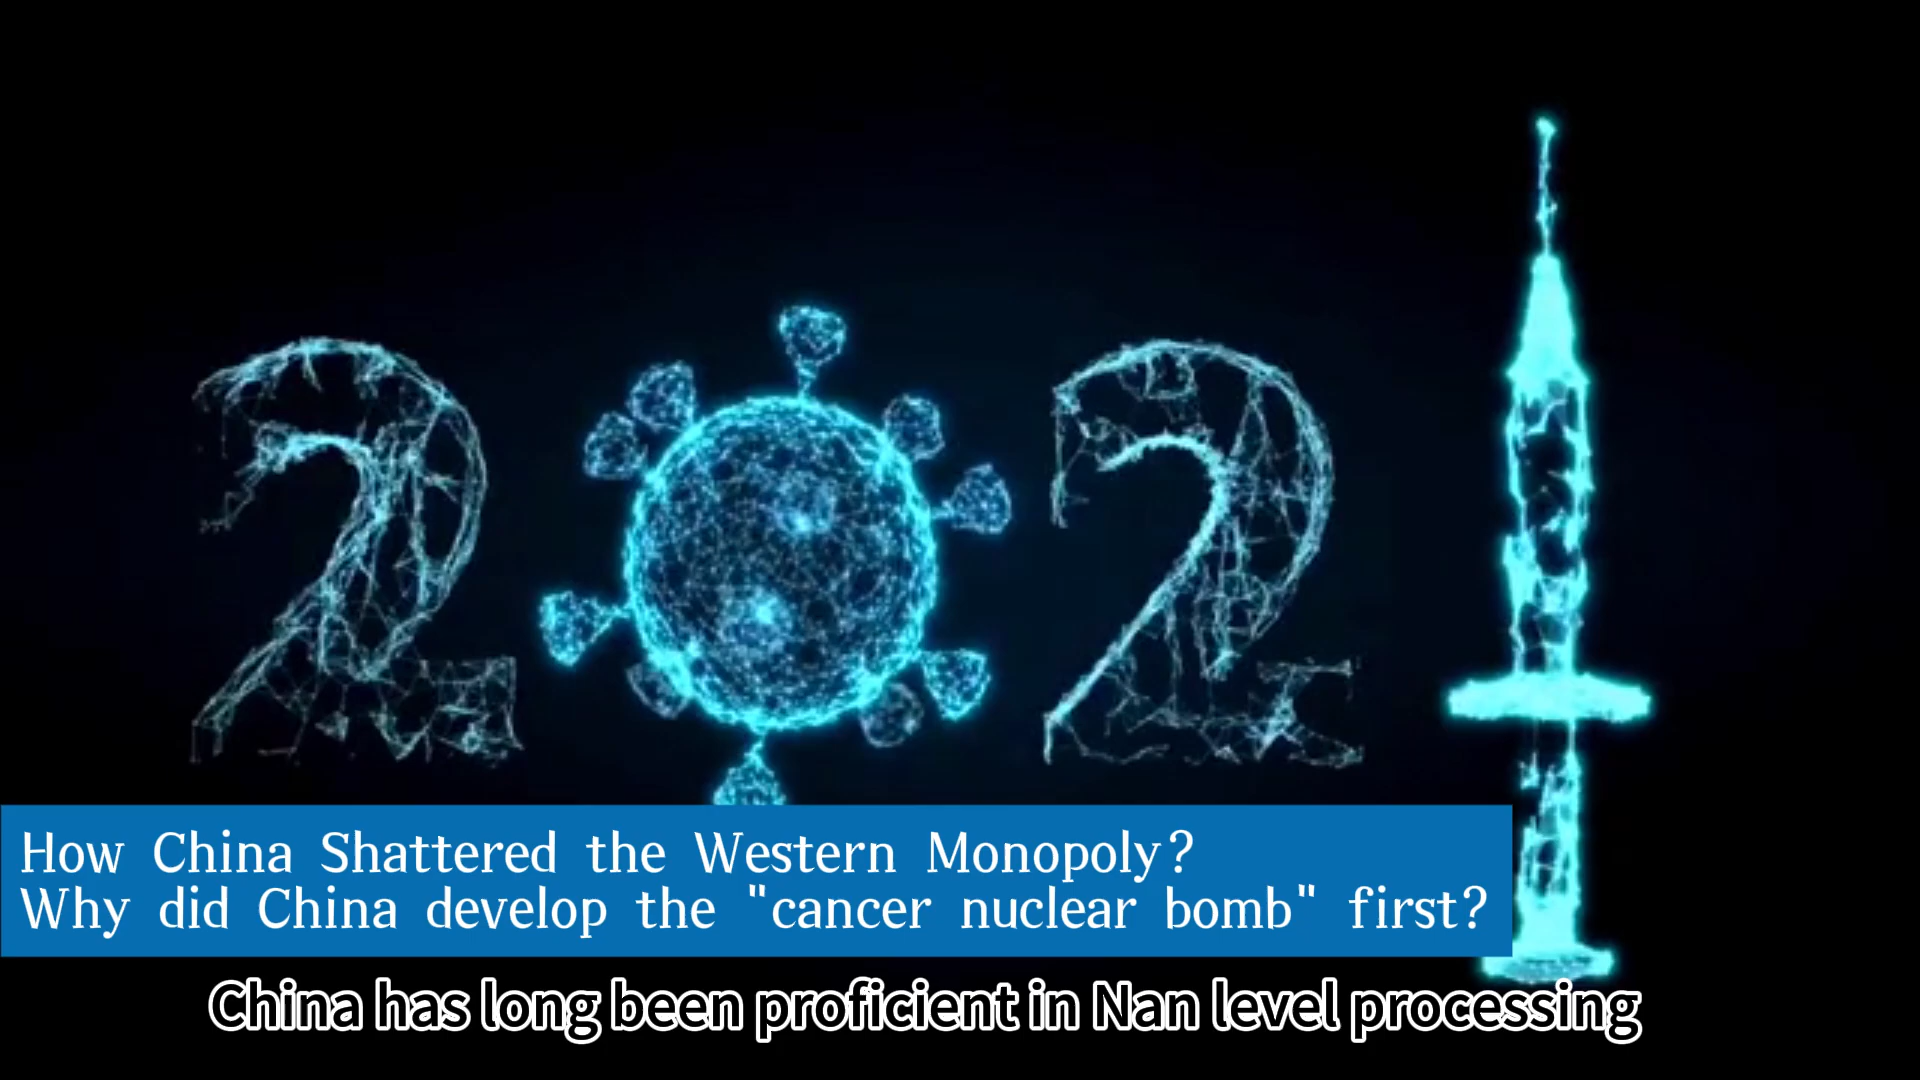 2021
How China Shattered the Western Monopoly?
Why did China develop the "cancer nuclear bomb" first?
China has long been proficient in Nan level processing